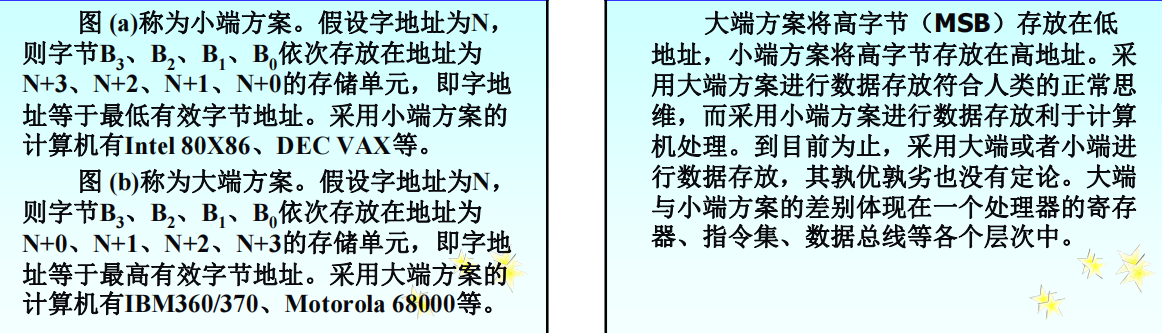 图 (a)称为小端方案。假设字地址为N，
则字节B3、B2、B1、B0依次存放在地址为
N+3、N+2、N+1、N+0的存储单元，即字地
址等于最低有效字节地址。采用小端方案的
计算机有Intel 80X86、DEC VAX等。
图 (b)称为大端方案。假设字地址为N，
则字节B3、B2、B1、B0依次存放在地址为
N+0、N+1、N+2、N+3的存储单元，即字地
址等于最高有效字节地址。采用大端方案的
计算机有IBM360/370、Motorola 68000等。
大端方案将高字节（MSB）存放在低
地址，小端方案将高字节存放在高地址。采
用大端方案进行数据存放符合人类的正常思
维，而采用小端方案进行数据存放利于计算
机处理。到目前为止，采用大端或者小端进
行数据存放，其孰优孰劣也没有定论。大端
与小端方案的差别体现在一个处理器的寄存
器、指令集、数据总线等各个层次中。